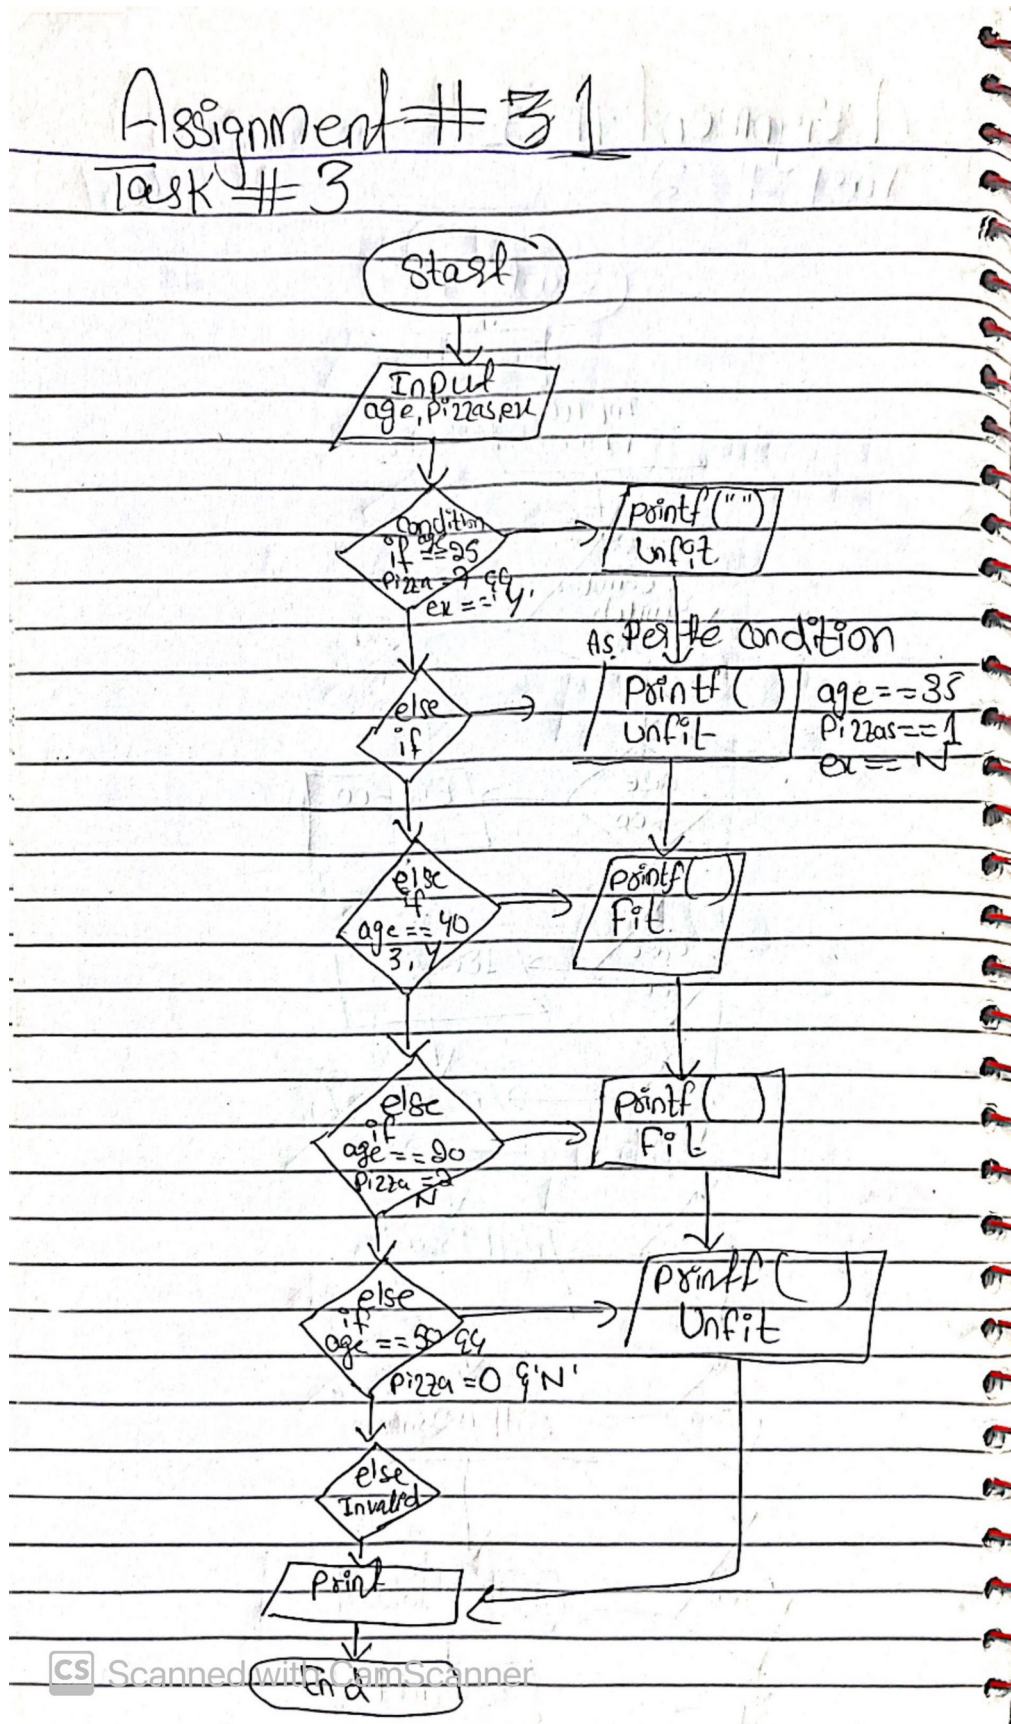 Assignment # 31
Task # 3
Start
Input
age, pizzas, ex
condition
if age == 25
pizza = 7 &&
ex == 'Y'
printf (" ")
Unfit
As Per the condition
else
if
printf ( )
unfit
age == 35
Pizzas == 1
ex == N
else
if
age == 40
3, Y
printf ( )
Fit
else
if
age == 20
pizza = 2
N
printf ( )
Fit
else
if
age == 50 &&
pizza = 0 & 'N'
printf ( )
Unfit
else
Invalid
print
End
CS Scanned with CamScanner